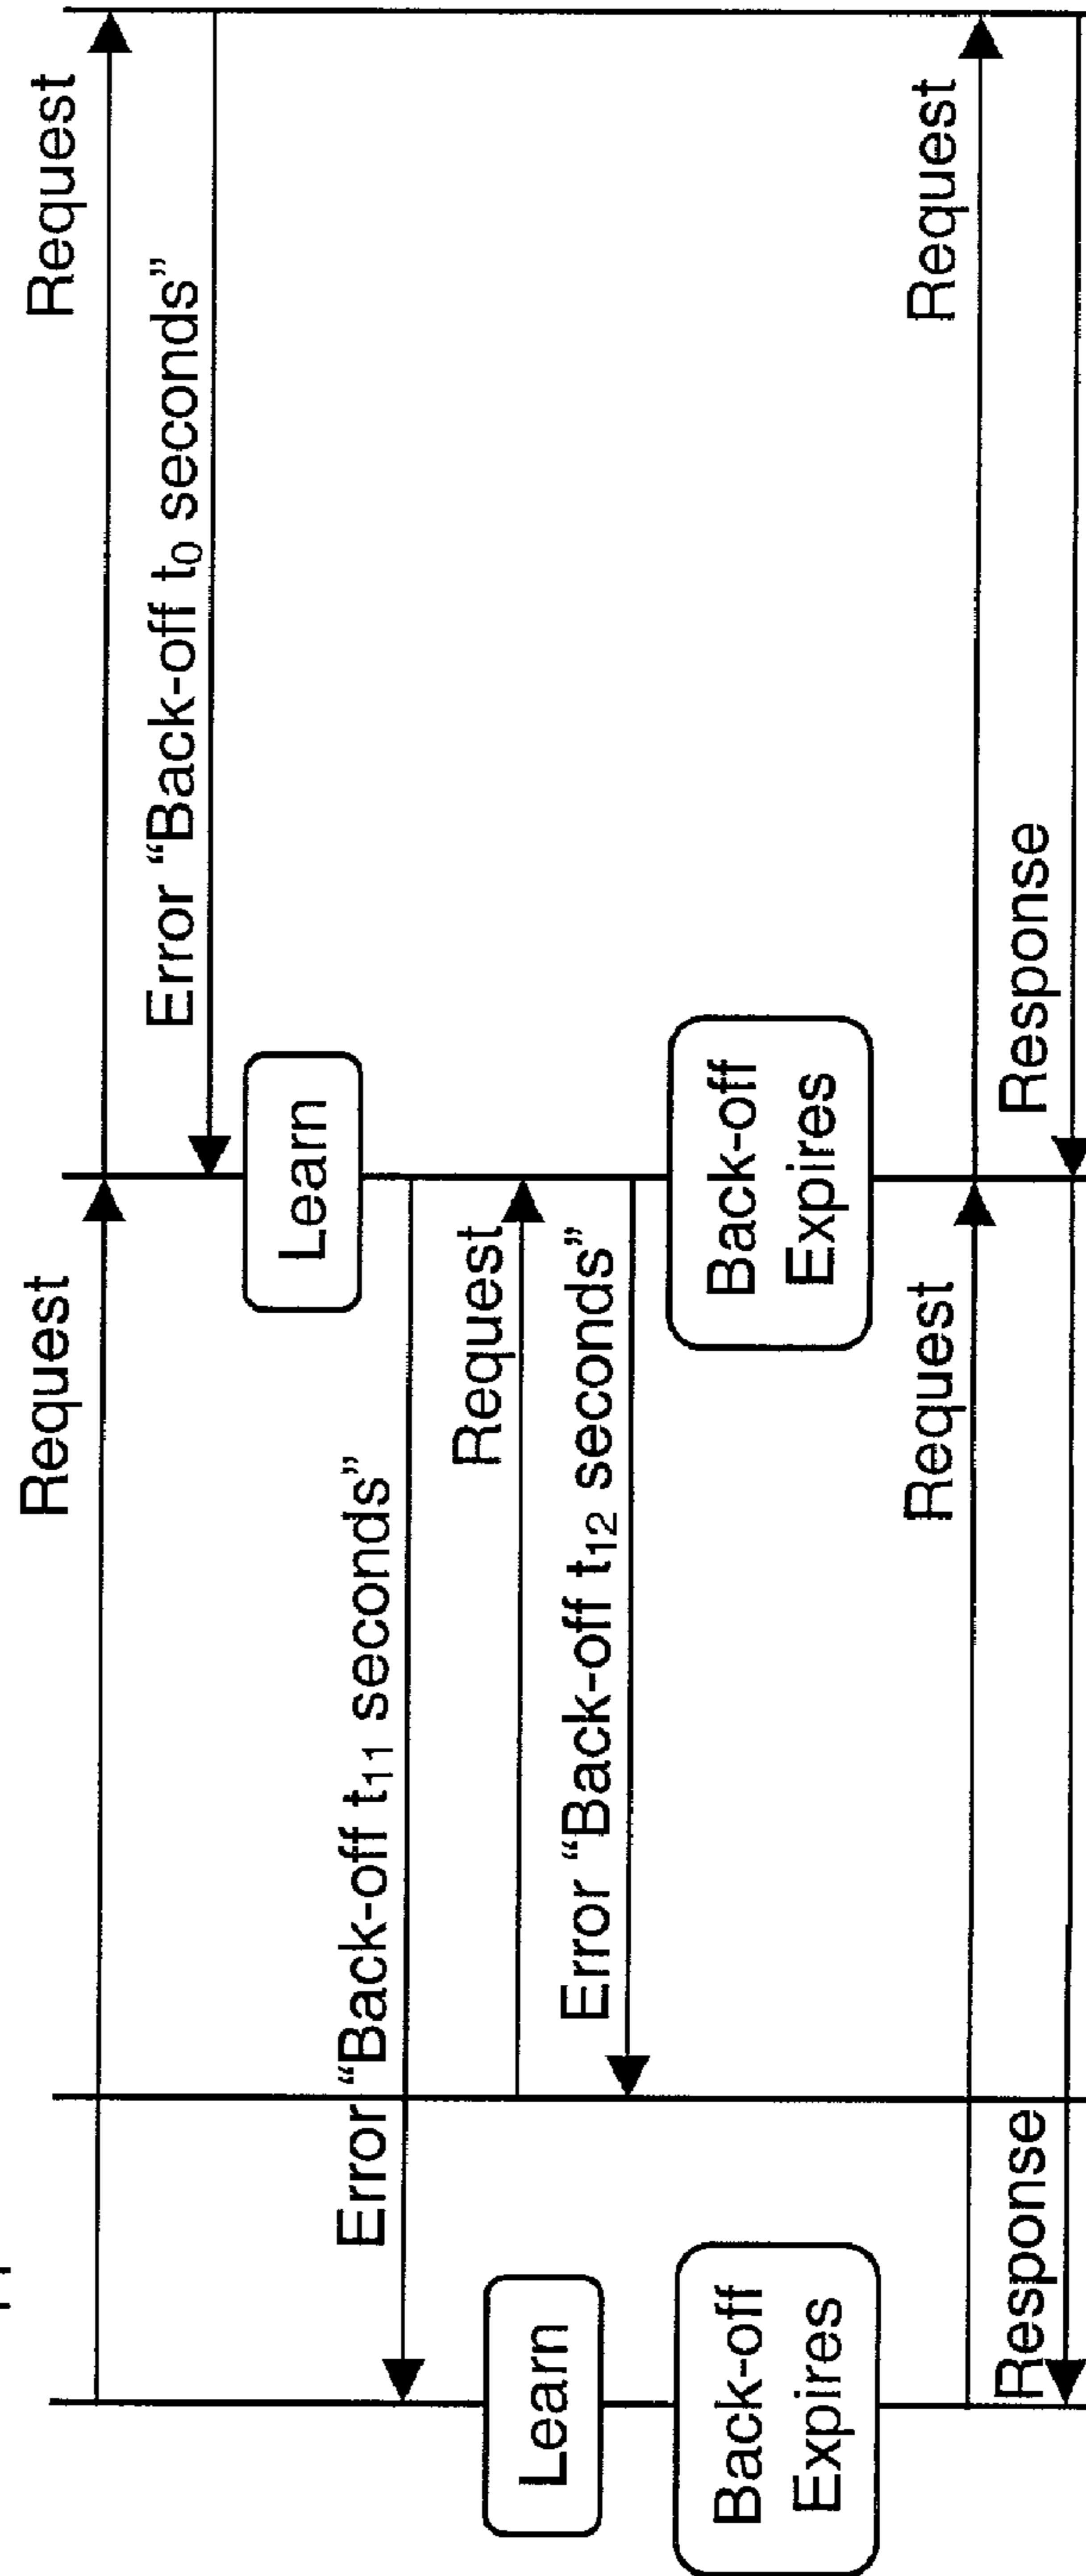 Request
Request
Error “Back-off t₀ seconds”
Learn
Error “Back-off t₁₁ seconds”
Request
Learn
Error “Back-off t₁₂ seconds”
Back-off
Expires
Back-off
Expires
Request
Request
Response
Response